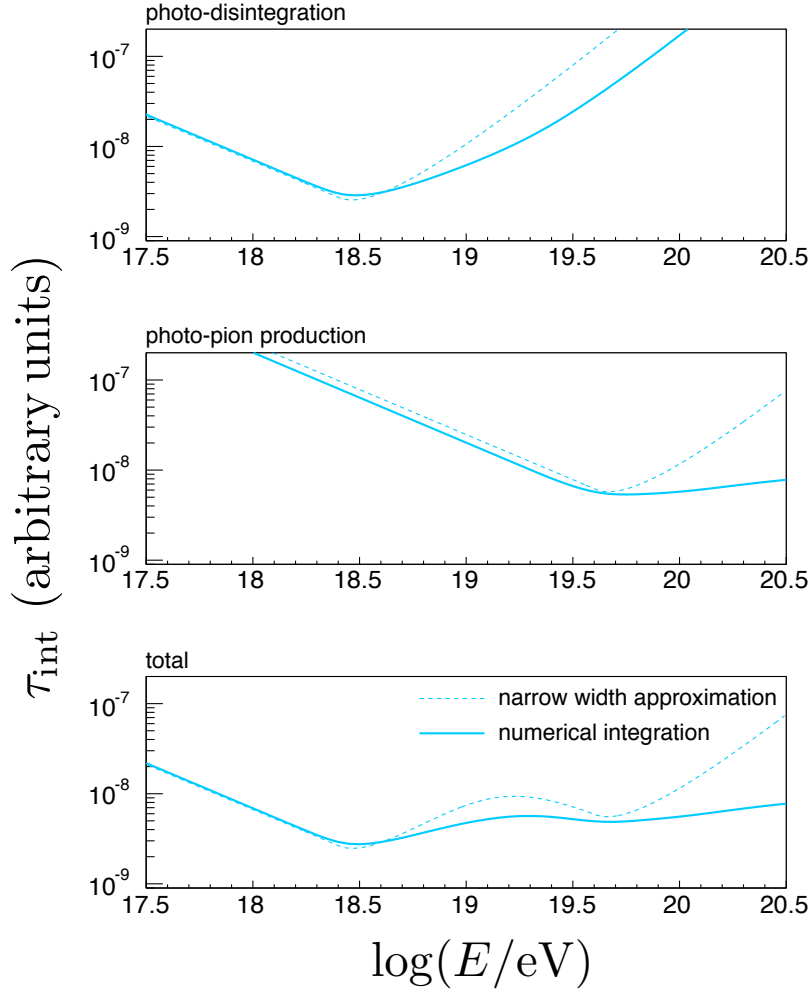 photo-disintegration
10^-7
10^-8
10^-9
17.5 18 18.5 19 19.5 20 20.5
photo-pion production
10^-7
10^-8
10^-9
17.5 18 18.5 19 19.5 20 20.5
total
narrow width approximation
numerical integration
10^-7
10^-8
10^-9
17.5 18 18.5 19 19.5 20 20.5
τ_int (arbitrary units)
log(E/eV)